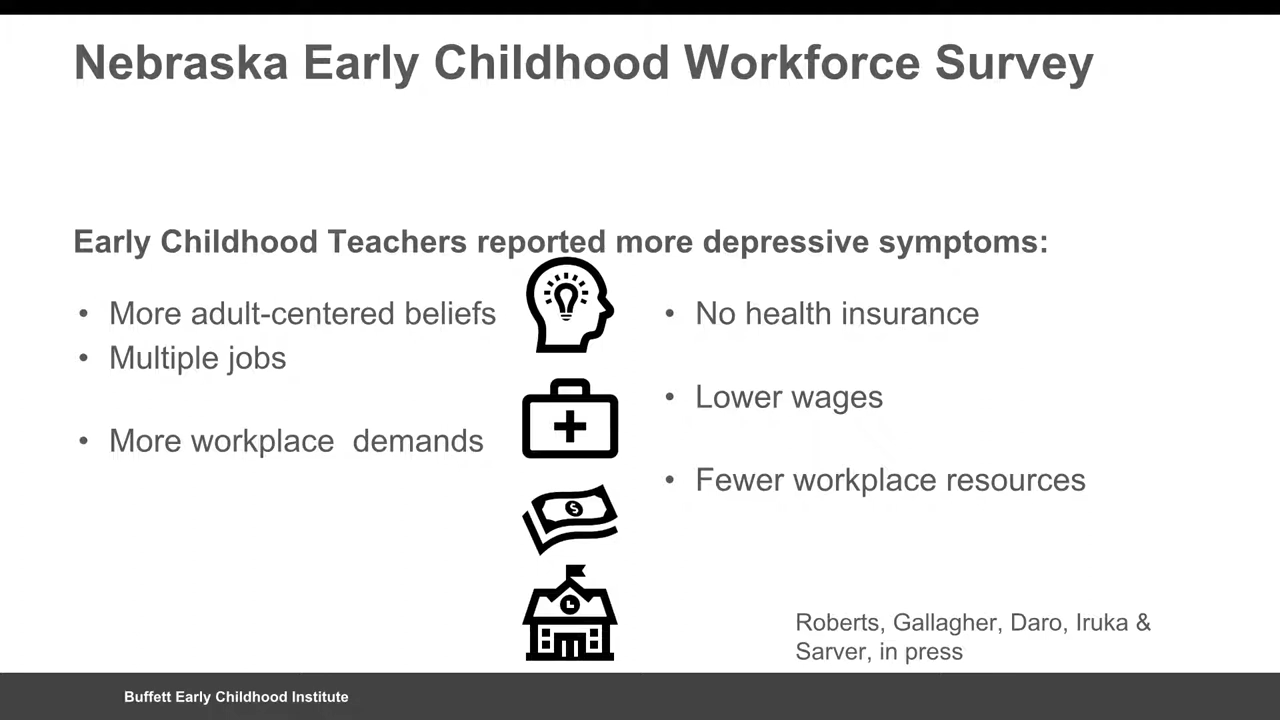 Nebraska Early Childhood Workforce Survey
Early Childhood Teachers reported more depressive symptoms:
• More adult-centered beliefs
• Multiple jobs
• More workplace demands
• No health insurance
• Lower wages
• Fewer workplace resources
Roberts, Gallagher, Daro, Iruka &
Sarver, in press
Buffett Early Childhood Institute